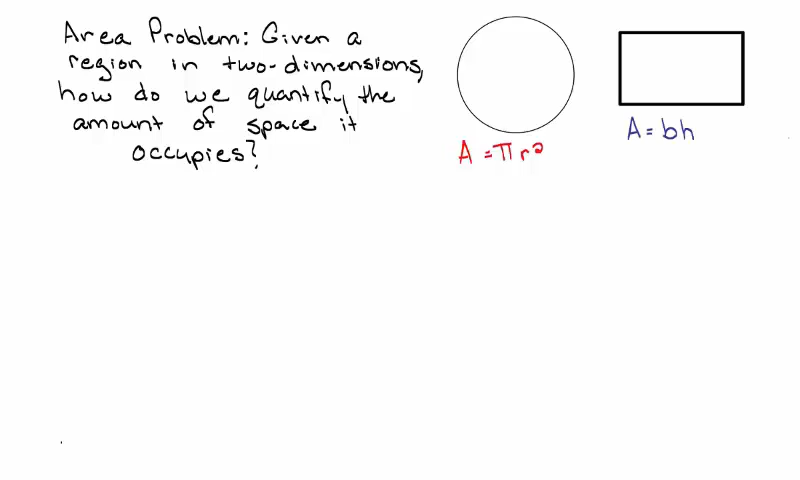 Area Problem: Given a
region in two-dimensions,
how do we quantify the
amount of space it
occupies?
A = πr²
A = bh